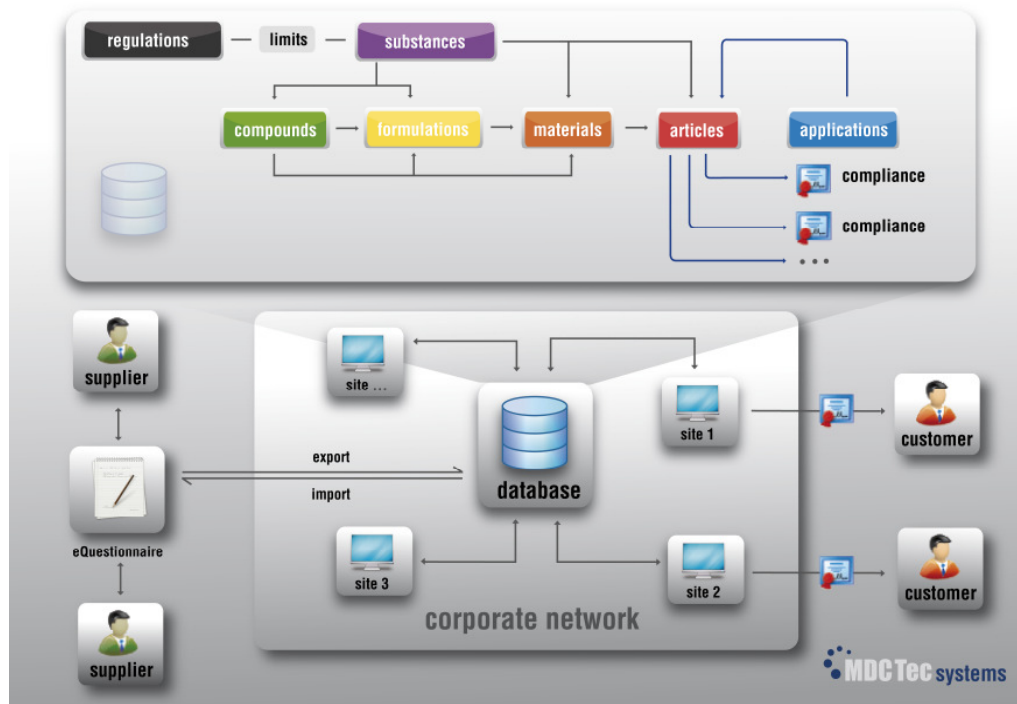 regulations
limits
substances
compounds
formulations
materials
articles
applications
compliance
compliance
• • •
supplier
site ...
site 1
customer
export
import
database
eQuestionnaire
site 3
site 2
customer
corporate network
supplier
MDCTec systems